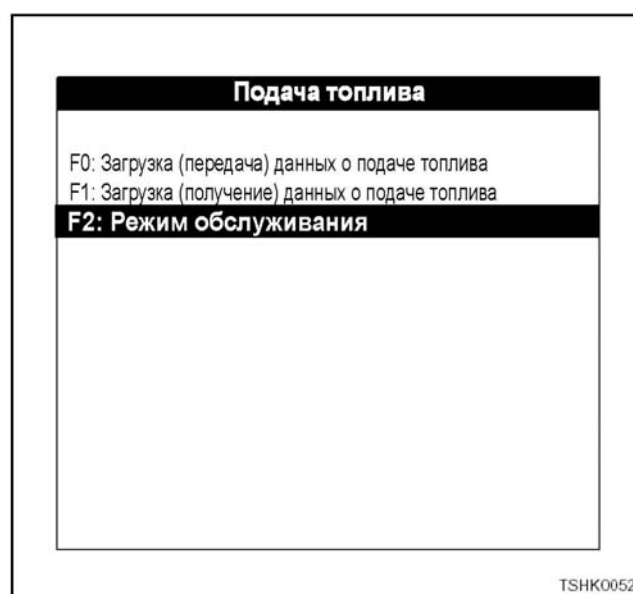 Подача топлива
F0: Загрузка (передача) данных о подаче топлива
F1: Загрузка (получение) данных о подаче топлива
F2: Режим обслуживания
TSHK0052